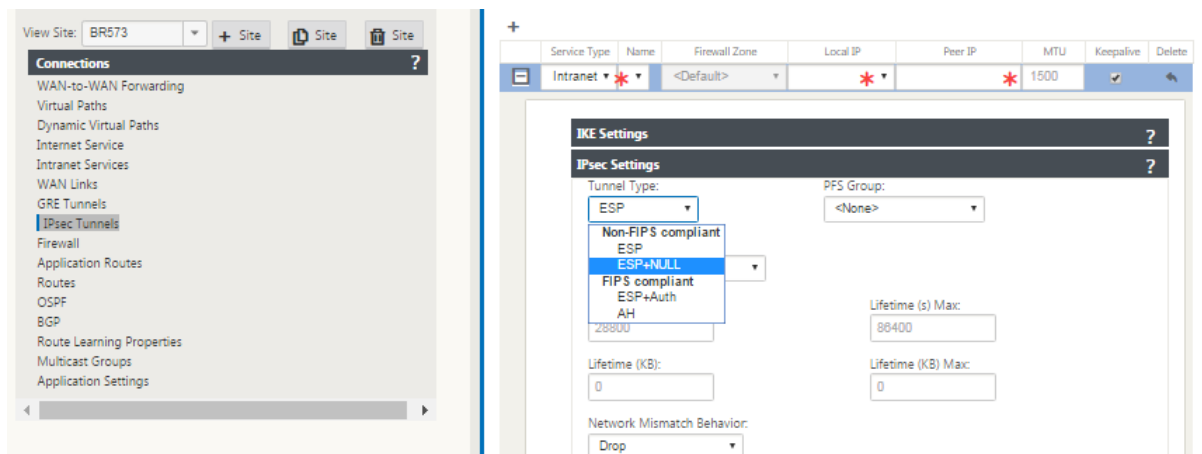 View Site: BR573 + Site Site Site
Connections ?
WAN-to-WAN Forwarding
Virtual Paths
Dynamic Virtual Paths
Internet Service
Intranet Services
WAN Links
GRE Tunnels
IPsec Tunnels
Firewall
Application Routes
Routes
OSPF
BGP
Route Learning Properties
Multicast Groups
Application Settings
+
Service Type Name Firewall Zone Local IP Peer IP MTU Keepalive Delete
Intranet <Default> 1500
IKE Settings ?
IPsec Settings ?
Tunnel Type: PFS Group:
ESP <None>
Non-FIPS compliant
ESP
ESP+NULL
FIPS compliant
ESP+Auth
AH
Lifetime (s) Max:
28800 86400
Lifetime (KB): Lifetime (KB) Max:
0 0
Network Mismatch Behavior:
Drop